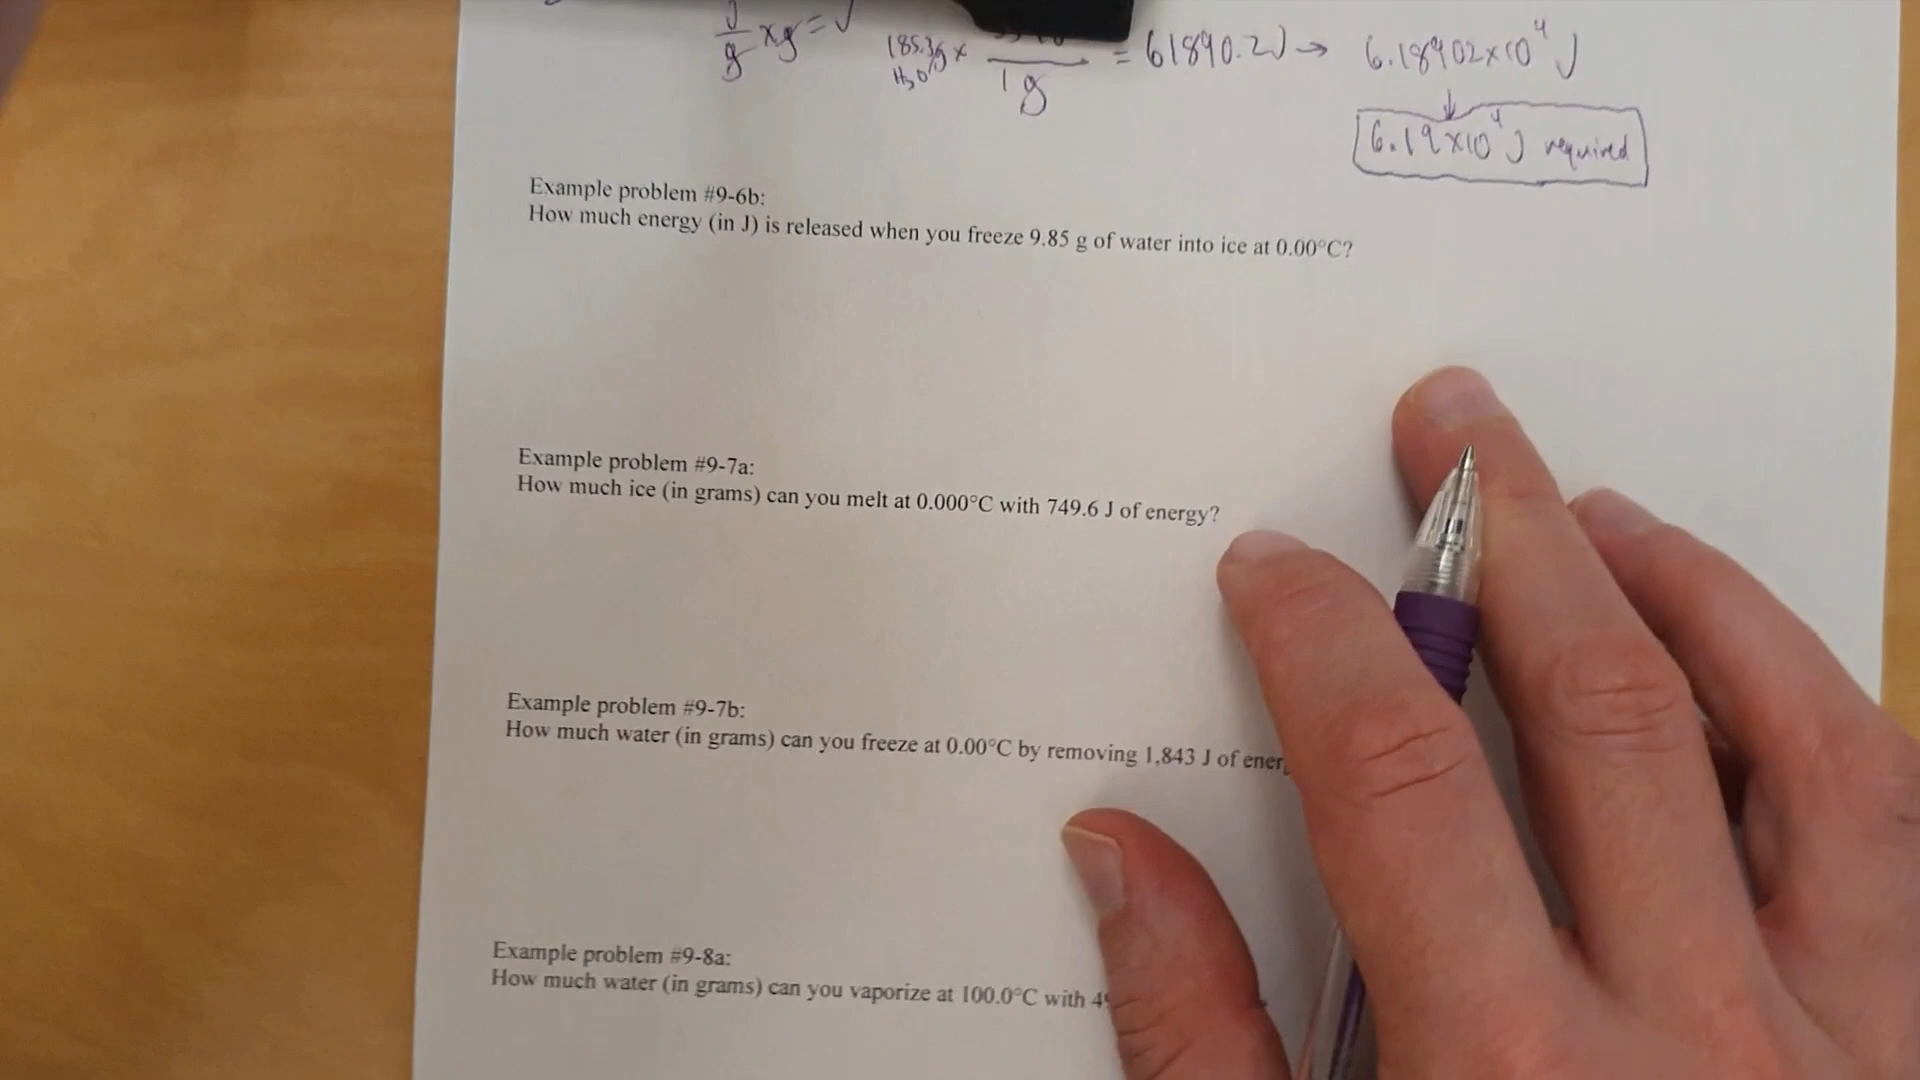 J/g x g = J
185.3g H2O x /1g = 61890.2J → 6.18902x10^4 J
↓
6.19x10^4 J required
Example problem #9-6b:
How much energy (in J) is released when you freeze 9.85 g of water into ice at 0.00°C?
Example problem #9-7a:
How much ice (in grams) can you melt at 0.000°C with 749.6 J of energy?
Example problem #9-7b:
How much water (in grams) can you freeze at 0.00°C by removing 1,843 J of ener
Example problem #9-8a:
How much water (in grams) can you vaporize at 100.0°C with